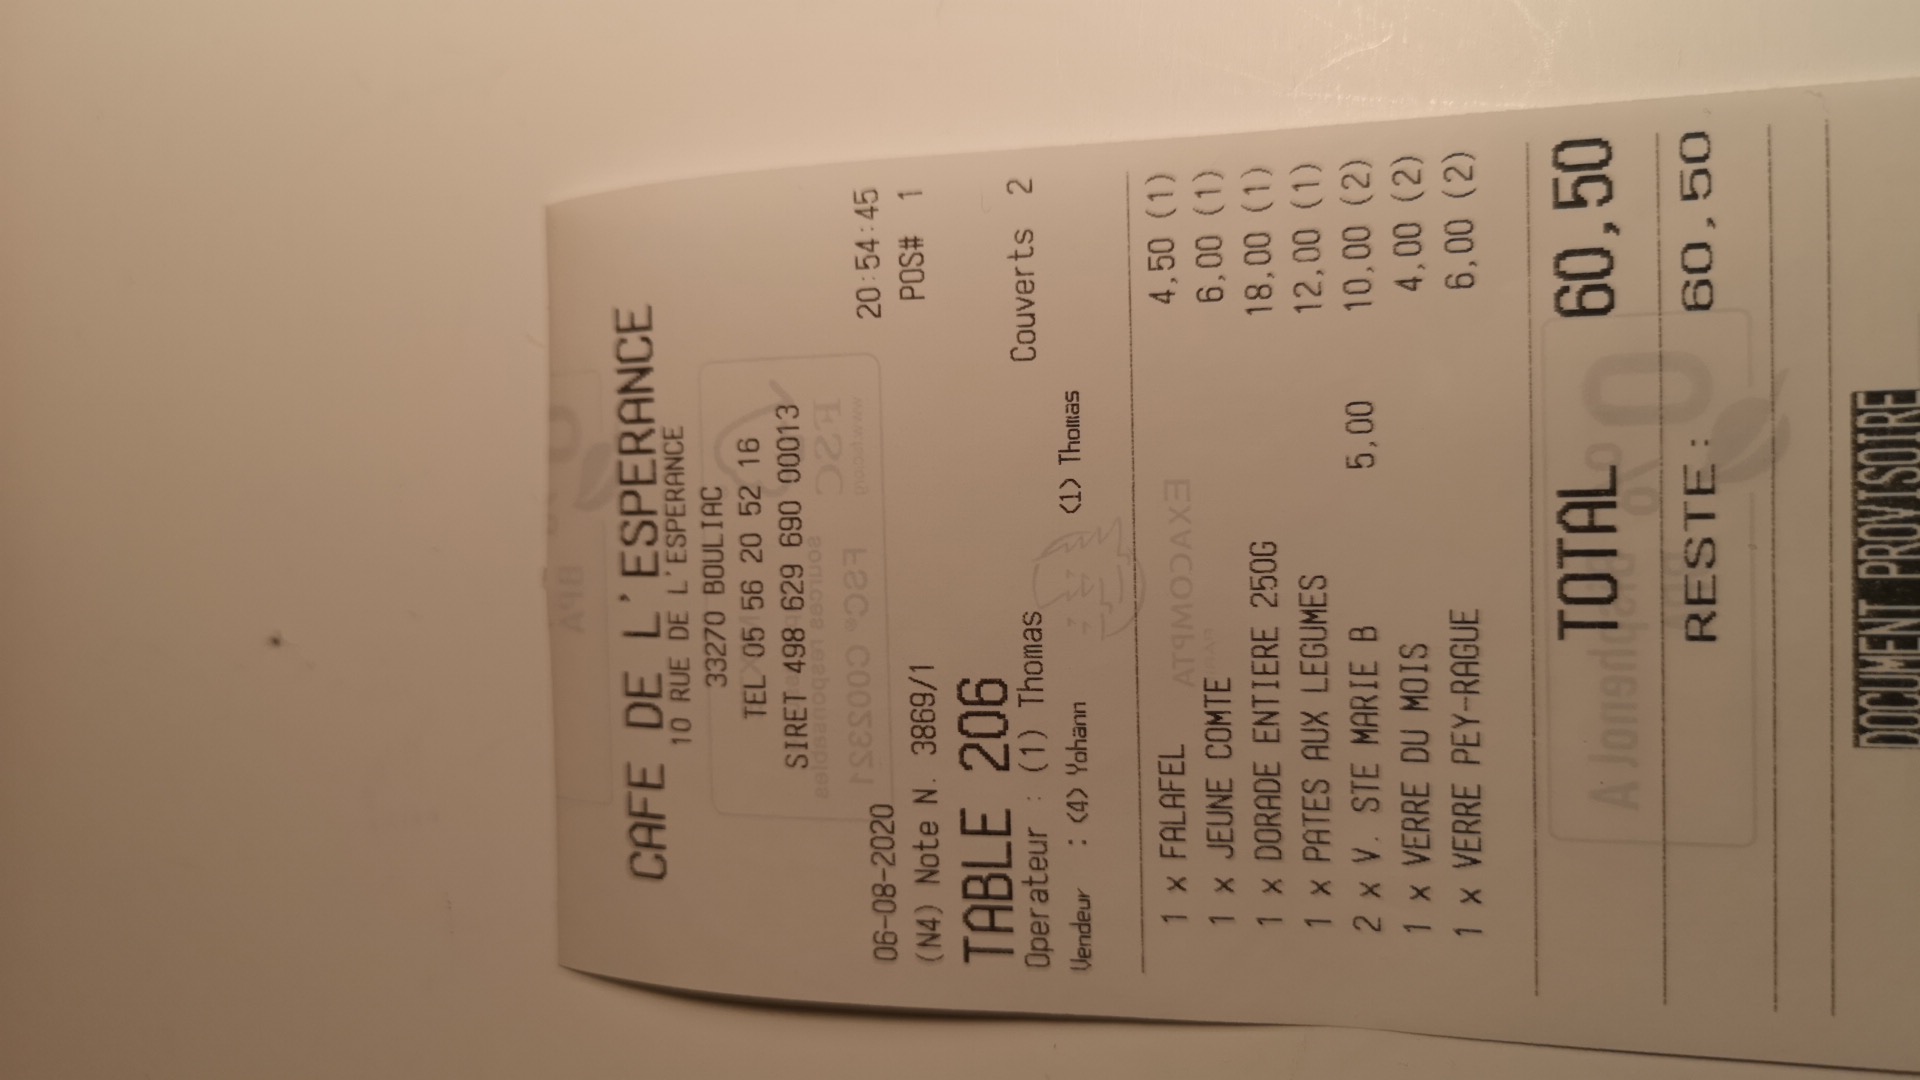 CAFE DE L'ESPERANCE
10 RUE DE L'ESPERANCE
33270 BOULIAC
TEL 05 56 20 52 16
SIRET 498 629 690 00013
06-08-2020 20:54:45
(N4) Note N. 3869/1 POS# 1
TABLE 206
Operateur : (1) Thomas Couverts 2
Vendeur : (4) Yohann (1) Thomas
1 x FALAFEL 4,50 (1)
1 x JEUNE COMTE 6,00 (1)
1 x DORADE ENTIERE 250G 18,00 (1)
1 x PATES AUX LEGUMES 12,00 (1)
2 x V. STE MARIE B 5,00 10,00 (2)
1 x VERRE DU MOIS 4,00 (2)
1 x VERRE PEY-RAGUE 6,00 (2)
TOTAL 60,50
RESTE : 60,50
DOCUMENT PROVISOIRE